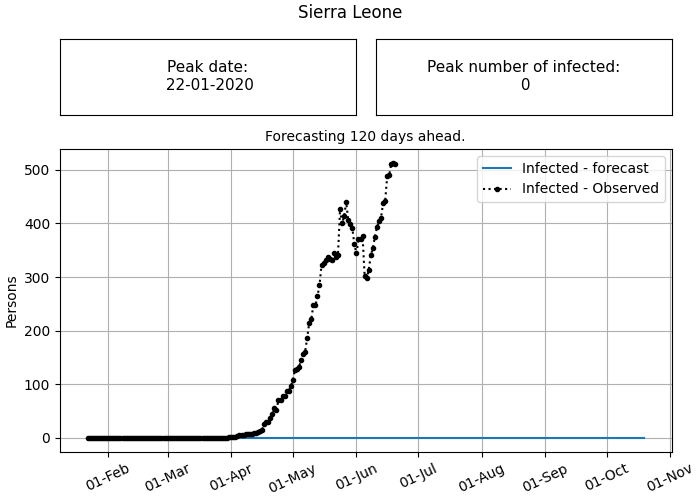 Sierra Leone
Peak date:
22-01-2020
Peak number of infected:
0
Forecasting 120 days ahead.
Infected - forecast
Infected - Observed
Persons
500
400
300
200
100
0
01-Feb
01-Mar
01-Apr
01-May
01-Jun
01-Jul
01-Aug
01-Sep
01-Oct
01-Nov